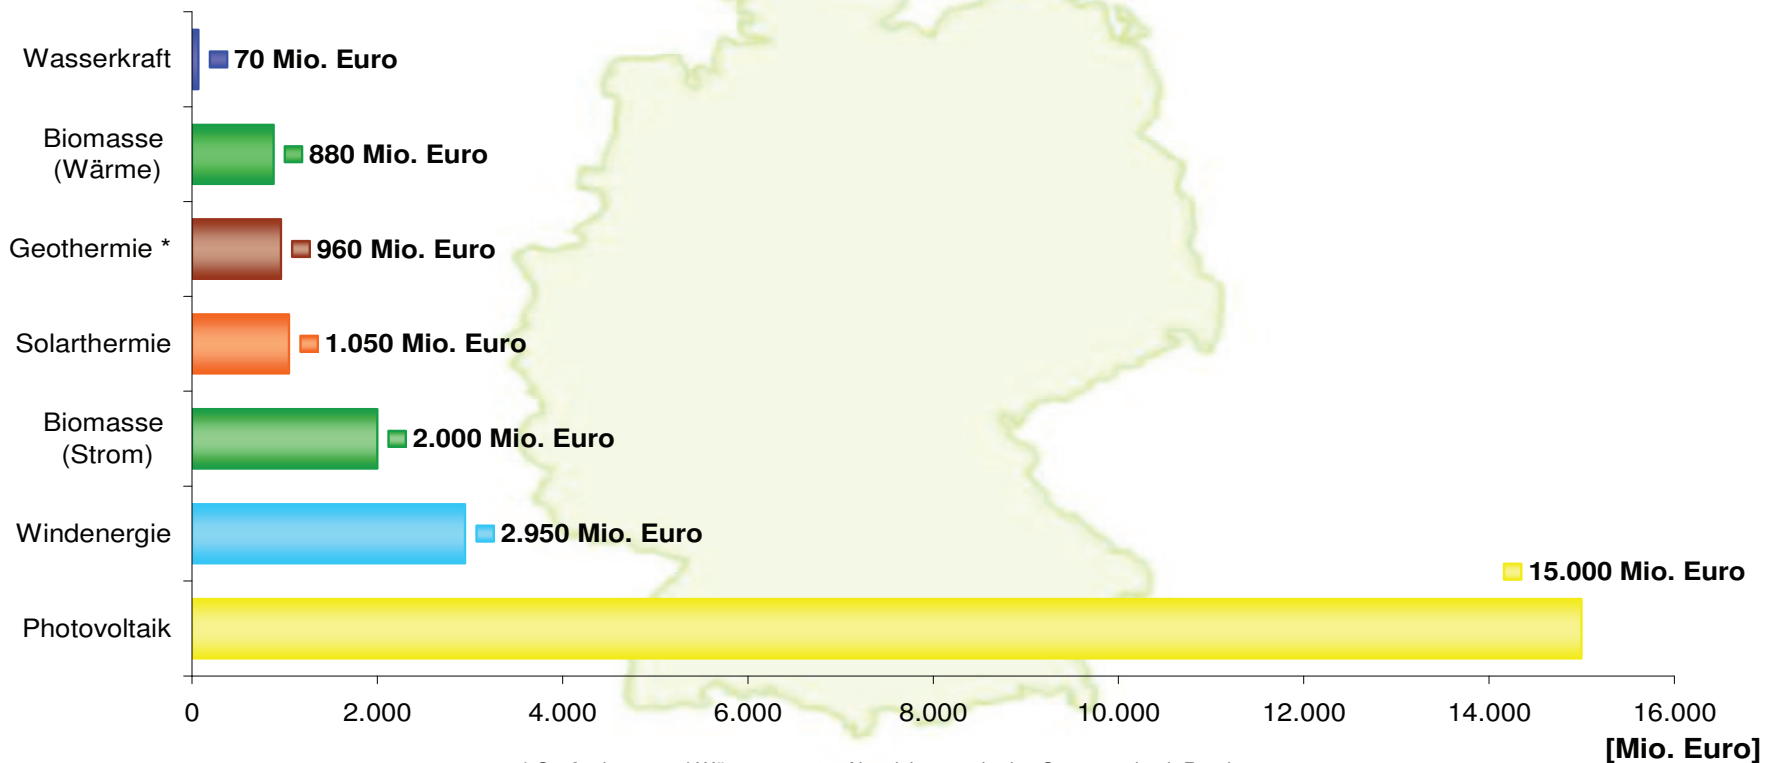 Wasserkraft
70 Mio. Euro
Biomasse
(Wärme)
880 Mio. Euro
Geothermie *
960 Mio. Euro
Solarthermie
1.050 Mio. Euro
Biomasse
(Strom)
2.000 Mio. Euro
Windenergie
2.950 Mio. Euro
15.000 Mio. Euro
Photovoltaik
0 2.000 4.000 6.000 8.000 10.000 12.000 14.000 16.000
[Mio. Euro]